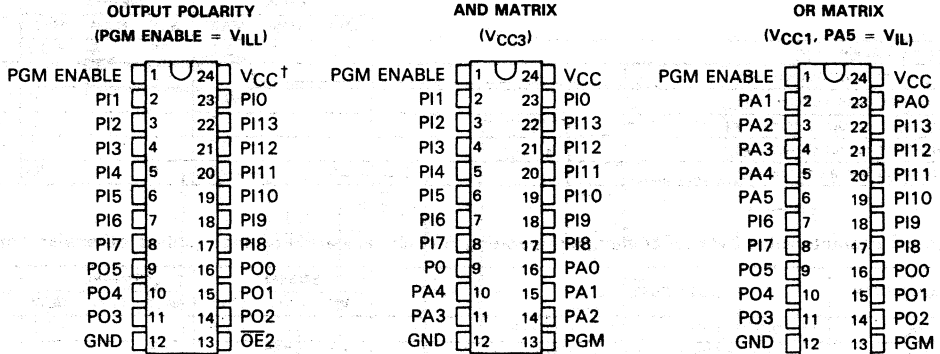 OUTPUT POLARITY
(PGM ENABLE = VILL)
PGM ENABLE 1 24 VCC†
PI1 2 23 PI0
PI2 3 22 PI13
PI3 4 21 PI12
PI4 5 20 PI11
PI5 6 19 PI10
PI6 7 18 PI9
PI7 8 17 PI8
PO5 9 16 PO0
PO4 10 15 PO1
PO3 11 14 PO2
GND 12 13 O̅E̅2
AND MATRIX
(VCC3)
PGM ENABLE 1 24 VCC
PI1 2 23 PI0
PI2 3 22 PI13
PI3 4 21 PI12
PI4 5 20 PI11
PI5 6 19 PI10
PI6 7 18 PI9
PI7 8 17 PI8
P0 9 16 PA0
PA4 10 15 PA1
PA3 11 14 PA2
GND 12 13 PGM
OR MATRIX
(VCC1, PA5 = VIL)
PGM ENABLE 1 24 VCC
PA1 2 23 PA0
PA2 3 22 PI13
PA3 4 21 PI12
PA4 5 20 PI11
PA5 6 19 PI10
PI6 7 18 PI9
PI7 8 17 PI8
PO5 9 16 PO0
PO4 10 15 PO1
PO3 11 14 PO2
GND 12 13 PGM